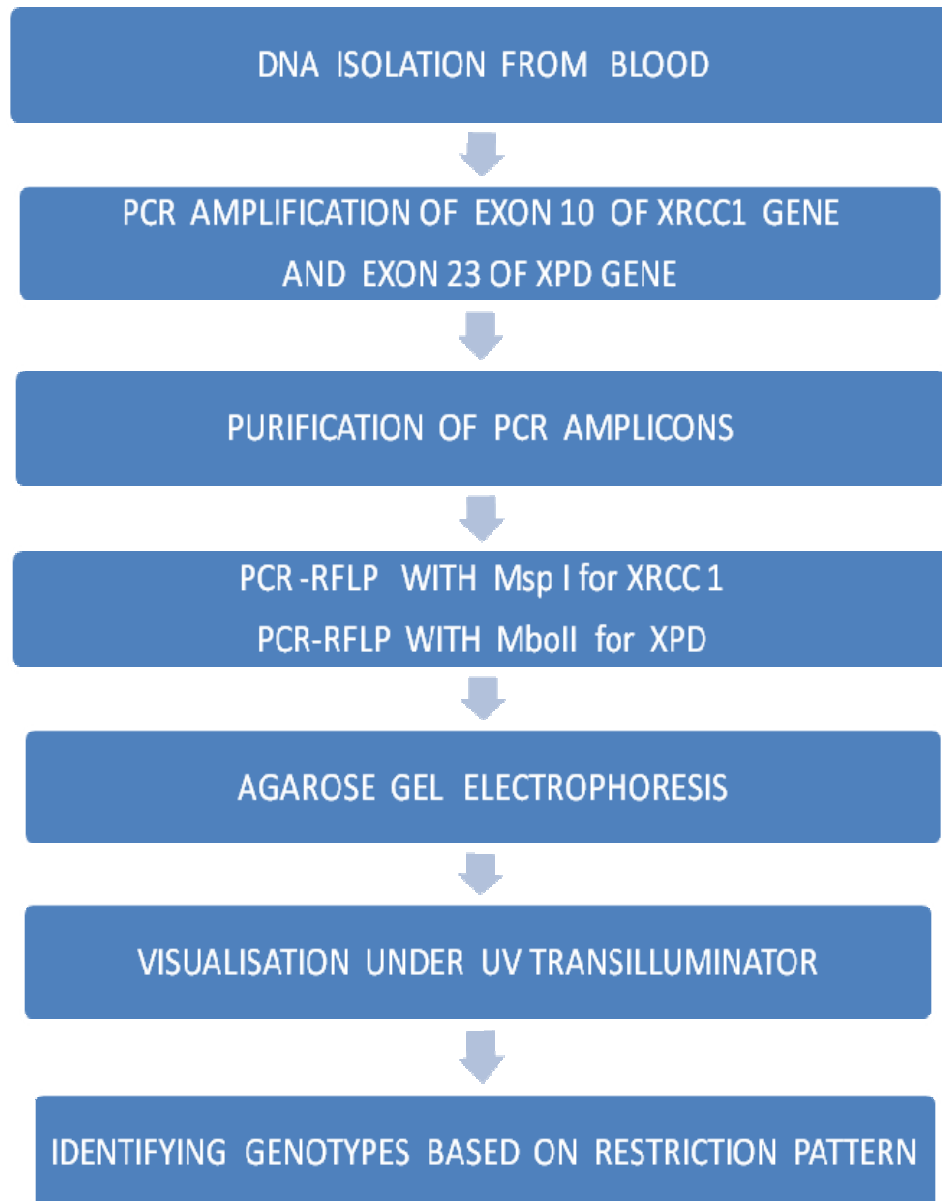 DNA ISOLATION FROM BLOOD
PCR AMPLIFICATION OF EXON 10 OF XRCC1 GENE
AND EXON 23 OF XPD GENE
PURIFICATION OF PCR AMPLICONS
PCR -RFLP WITH Msp I for XRCC 1
PCR-RFLP WITH MboII for XPD
AGAROSE GEL ELECTROPHORESIS
VISUALISATION UNDER UV TRANSILLUMINATOR
IDENTIFYING GENOTYPES BASED ON RESTRICTION PATTERN